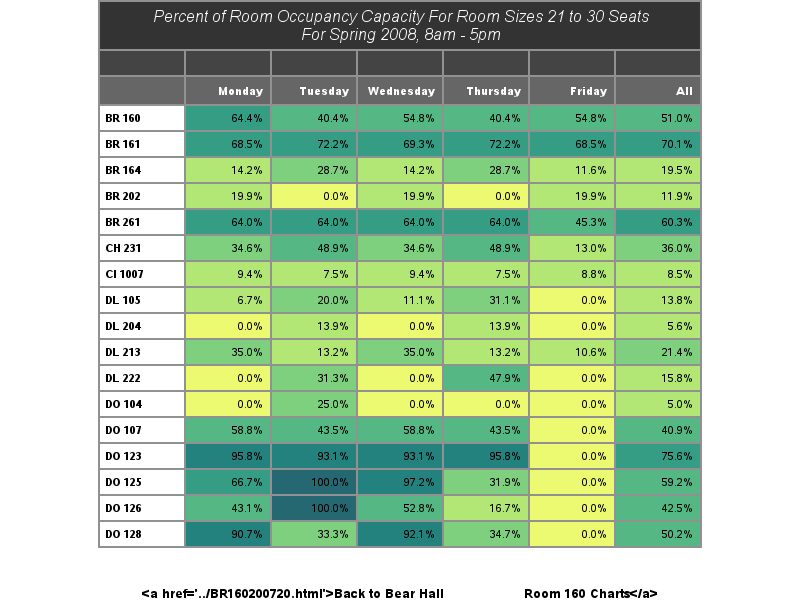 Percent of Room Occupancy Capacity For Room Sizes 21 to 30 Seats
For Spring 2008, 8am - 5pm
Monday Tuesday Wednesday Thursday Friday All
BR 160 64.4% 40.4% 54.8% 40.4% 54.8% 51.0%
BR 161 68.5% 72.2% 69.3% 72.2% 68.5% 70.1%
BR 164 14.2% 28.7% 14.2% 28.7% 11.6% 19.5%
BR 202 19.9% 0.0% 19.9% 0.0% 19.9% 11.9%
BR 261 64.0% 64.0% 64.0% 64.0% 45.3% 60.3%
CH 231 34.6% 48.9% 34.6% 48.9% 13.0% 36.0%
CI 1007 9.4% 7.5% 9.4% 7.5% 8.8% 8.5%
DL 105 6.7% 20.0% 11.1% 31.1% 0.0% 13.8%
DL 204 0.0% 13.9% 0.0% 13.9% 0.0% 5.6%
DL 213 35.0% 13.2% 35.0% 13.2% 10.6% 21.4%
DL 222 0.0% 31.3% 0.0% 47.9% 0.0% 15.8%
DO 104 0.0% 25.0% 0.0% 0.0% 0.0% 5.0%
DO 107 58.8% 43.5% 58.8% 43.5% 0.0% 40.9%
DO 123 95.8% 93.1% 93.1% 95.8% 0.0% 75.6%
DO 125 66.7% 100.0% 97.2% 31.9% 0.0% 59.2%
DO 126 43.1% 100.0% 52.8% 16.7% 0.0% 42.5%
DO 128 90.7% 33.3% 92.1% 34.7% 0.0% 50.2%
<a href='../BR160200720.html'>Back to Bear Hall Room 160 Charts</a>